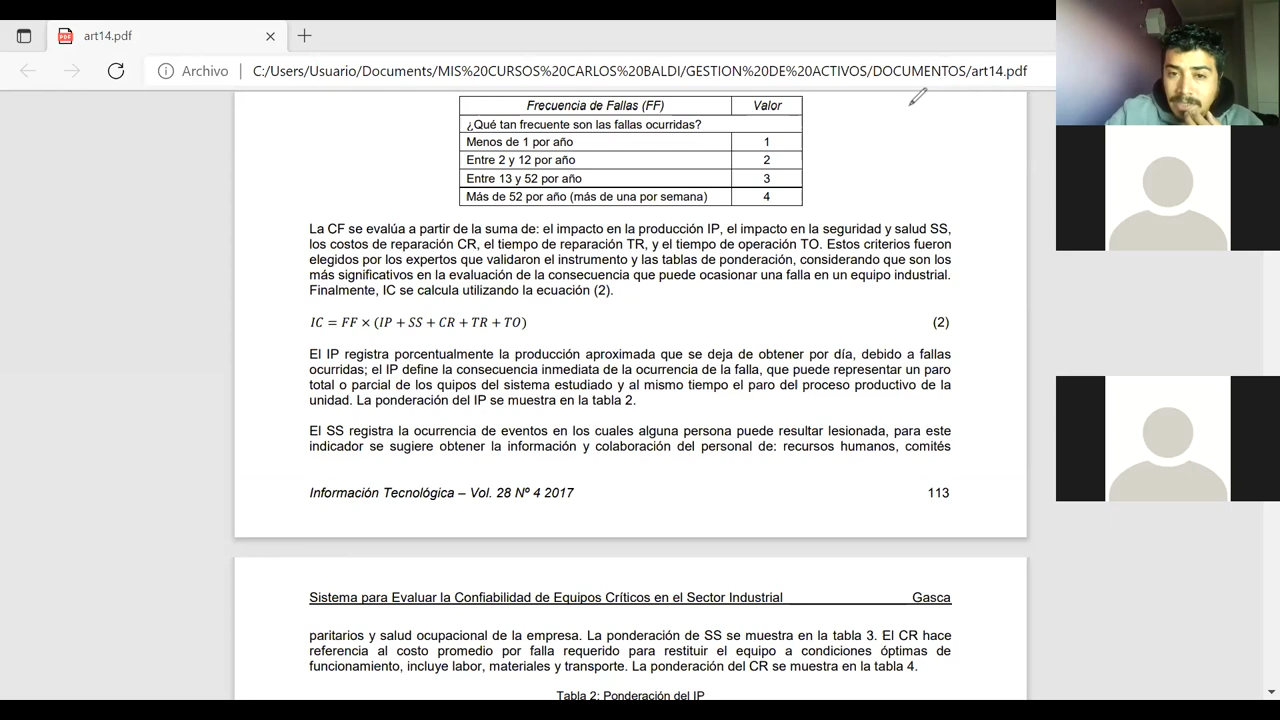 art14.pdf
Archivo
C:/Users/Usuario/Documents/MIS%20CURSOS%20CARLOS%20BALDI/GESTION%20DE%20ACTIVOS/DOCUMENTOS/art14.pdf
Frecuencia de Fallas (FF) Valor
¿Qué tan frecuente son las fallas ocurridas?
Menos de 1 por año 1
Entre 2 y 12 por año 2
Entre 13 y 52 por año 3
Más de 52 por año (más de una por semana) 4
La CF se evalúa a partir de la suma de: el impacto en la producción IP, el impacto en la seguridad y salud SS,
los costos de reparación CR, el tiempo de reparación TR, y el tiempo de operación TO. Estos criterios fueron
elegidos por los expertos que validaron el instrumento y las tablas de ponderación, considerando que son los
más significativos en la evaluación de la consecuencia que puede ocasionar una falla en un equipo industrial.
Finalmente, IC se calcula utilizando la ecuación (2).
IC = FF × (IP + SS + CR + TR + TO) (2)
El IP registra porcentualmente la producción aproximada que se deja de obtener por día, debido a fallas
ocurridas; el IP define la consecuencia inmediata de la ocurrencia de la falla, que puede representar un paro
total o parcial de los quipos del sistema estudiado y al mismo tiempo el paro del proceso productivo de la
unidad. La ponderación del IP se muestra en la tabla 2.
El SS registra la ocurrencia de eventos en los cuales alguna persona puede resultar lesionada, para este
indicador se sugiere obtener la información y colaboración del personal de: recursos humanos, comités
Información Tecnológica – Vol. 28 Nº 4 2017 113
Sistema para Evaluar la Confiabilidad de Equipos Críticos en el Sector Industrial Gasca
paritarios y salud ocupacional de la empresa. La ponderación de SS se muestra en la tabla 3. El CR hace
referencia al costo promedio por falla requerido para restituir el equipo a condiciones óptimas de
funcionamiento, incluye labor, materiales y transporte. La ponderación del CR se muestra en la tabla 4.
Tabla 2: Ponderación del IP